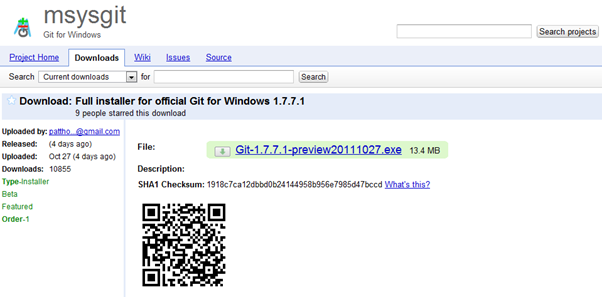 msysgit
Git for Windows
Search projects
Project Home Downloads Wiki Issues Source
Search Current downloads for Search
Download: Full installer for official Git for Windows 1.7.7.1
9 people starred this download
Uploaded by: pattho...@gmail.com
Released: (4 days ago)
Uploaded: Oct 27 (4 days ago)
Downloads: 10855
Type-Installer
Beta
Featured
Order-1
File: Git-1.7.7.1-preview20111027.exe 13.4 MB
Description:
SHA1 Checksum: 1918c7ca12dbbd0b24144958b956e7985d47bccd What's this?